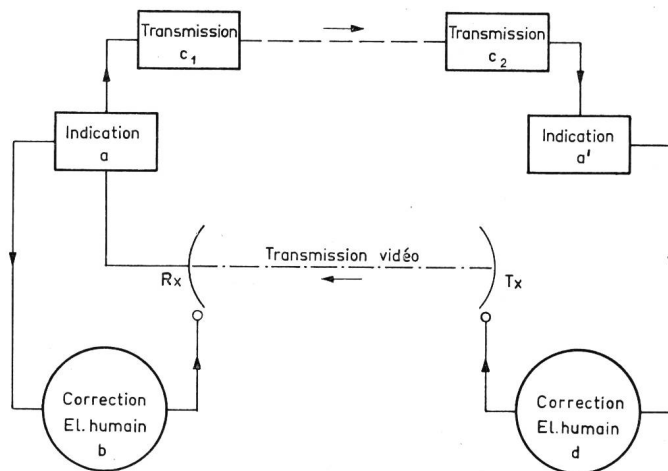 Transmission
c1
Transmission
c2
Indication
a
Indication
a'
Transmission vidéo
Rx
Tx
Correction
El.humain
b
Correction
El.humain
d